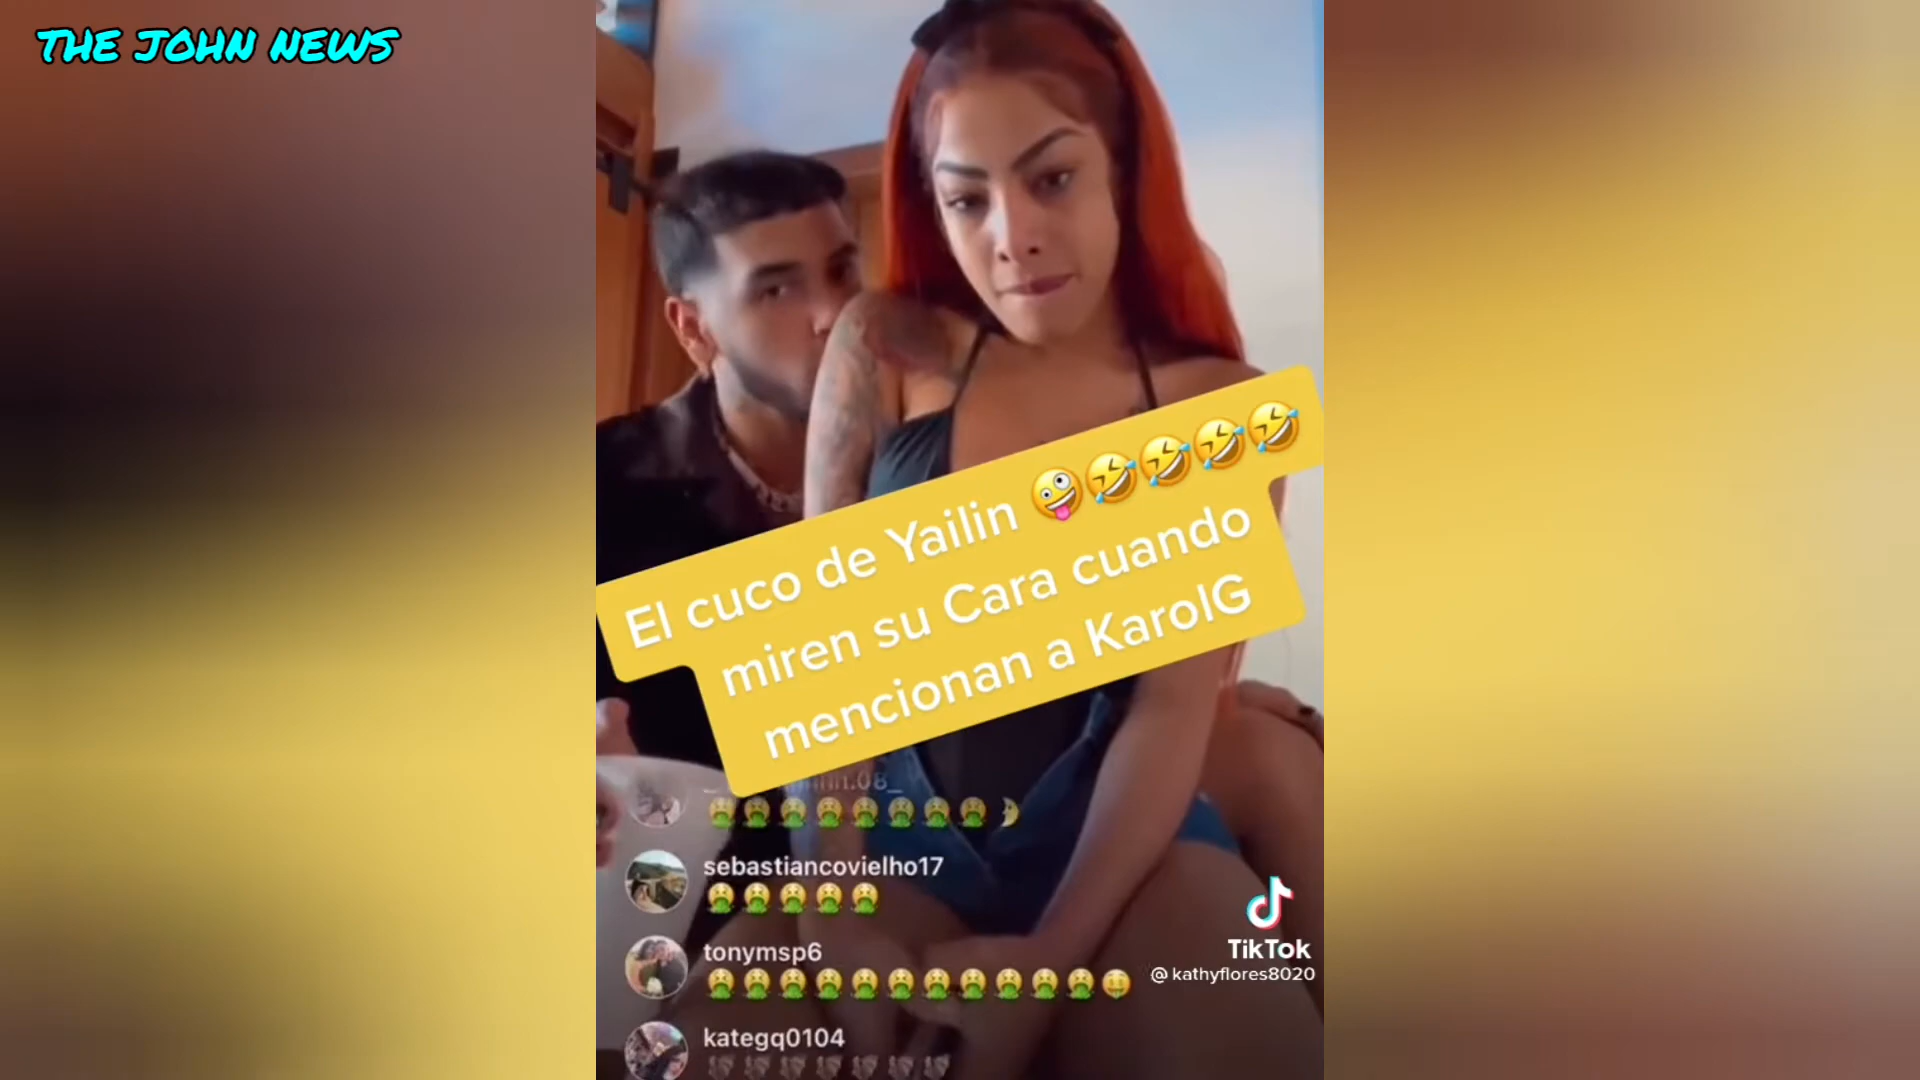 THE JOHN NEWS
El cuco de Yailin 🤪🤣🤣🤣🤣
miren su Cara cuando
mencionan a KarolG
🤮🤮🤮🤮🤮🤮🤮🤮
sebastiancovielho17
🤮🤮🤮🤮🤮
tonymsp6
🤮🤮🤮🤮🤮🤮🤮🤮🤮🤮🤮🤑
kategq0104
TikTok
@kathyflores8020